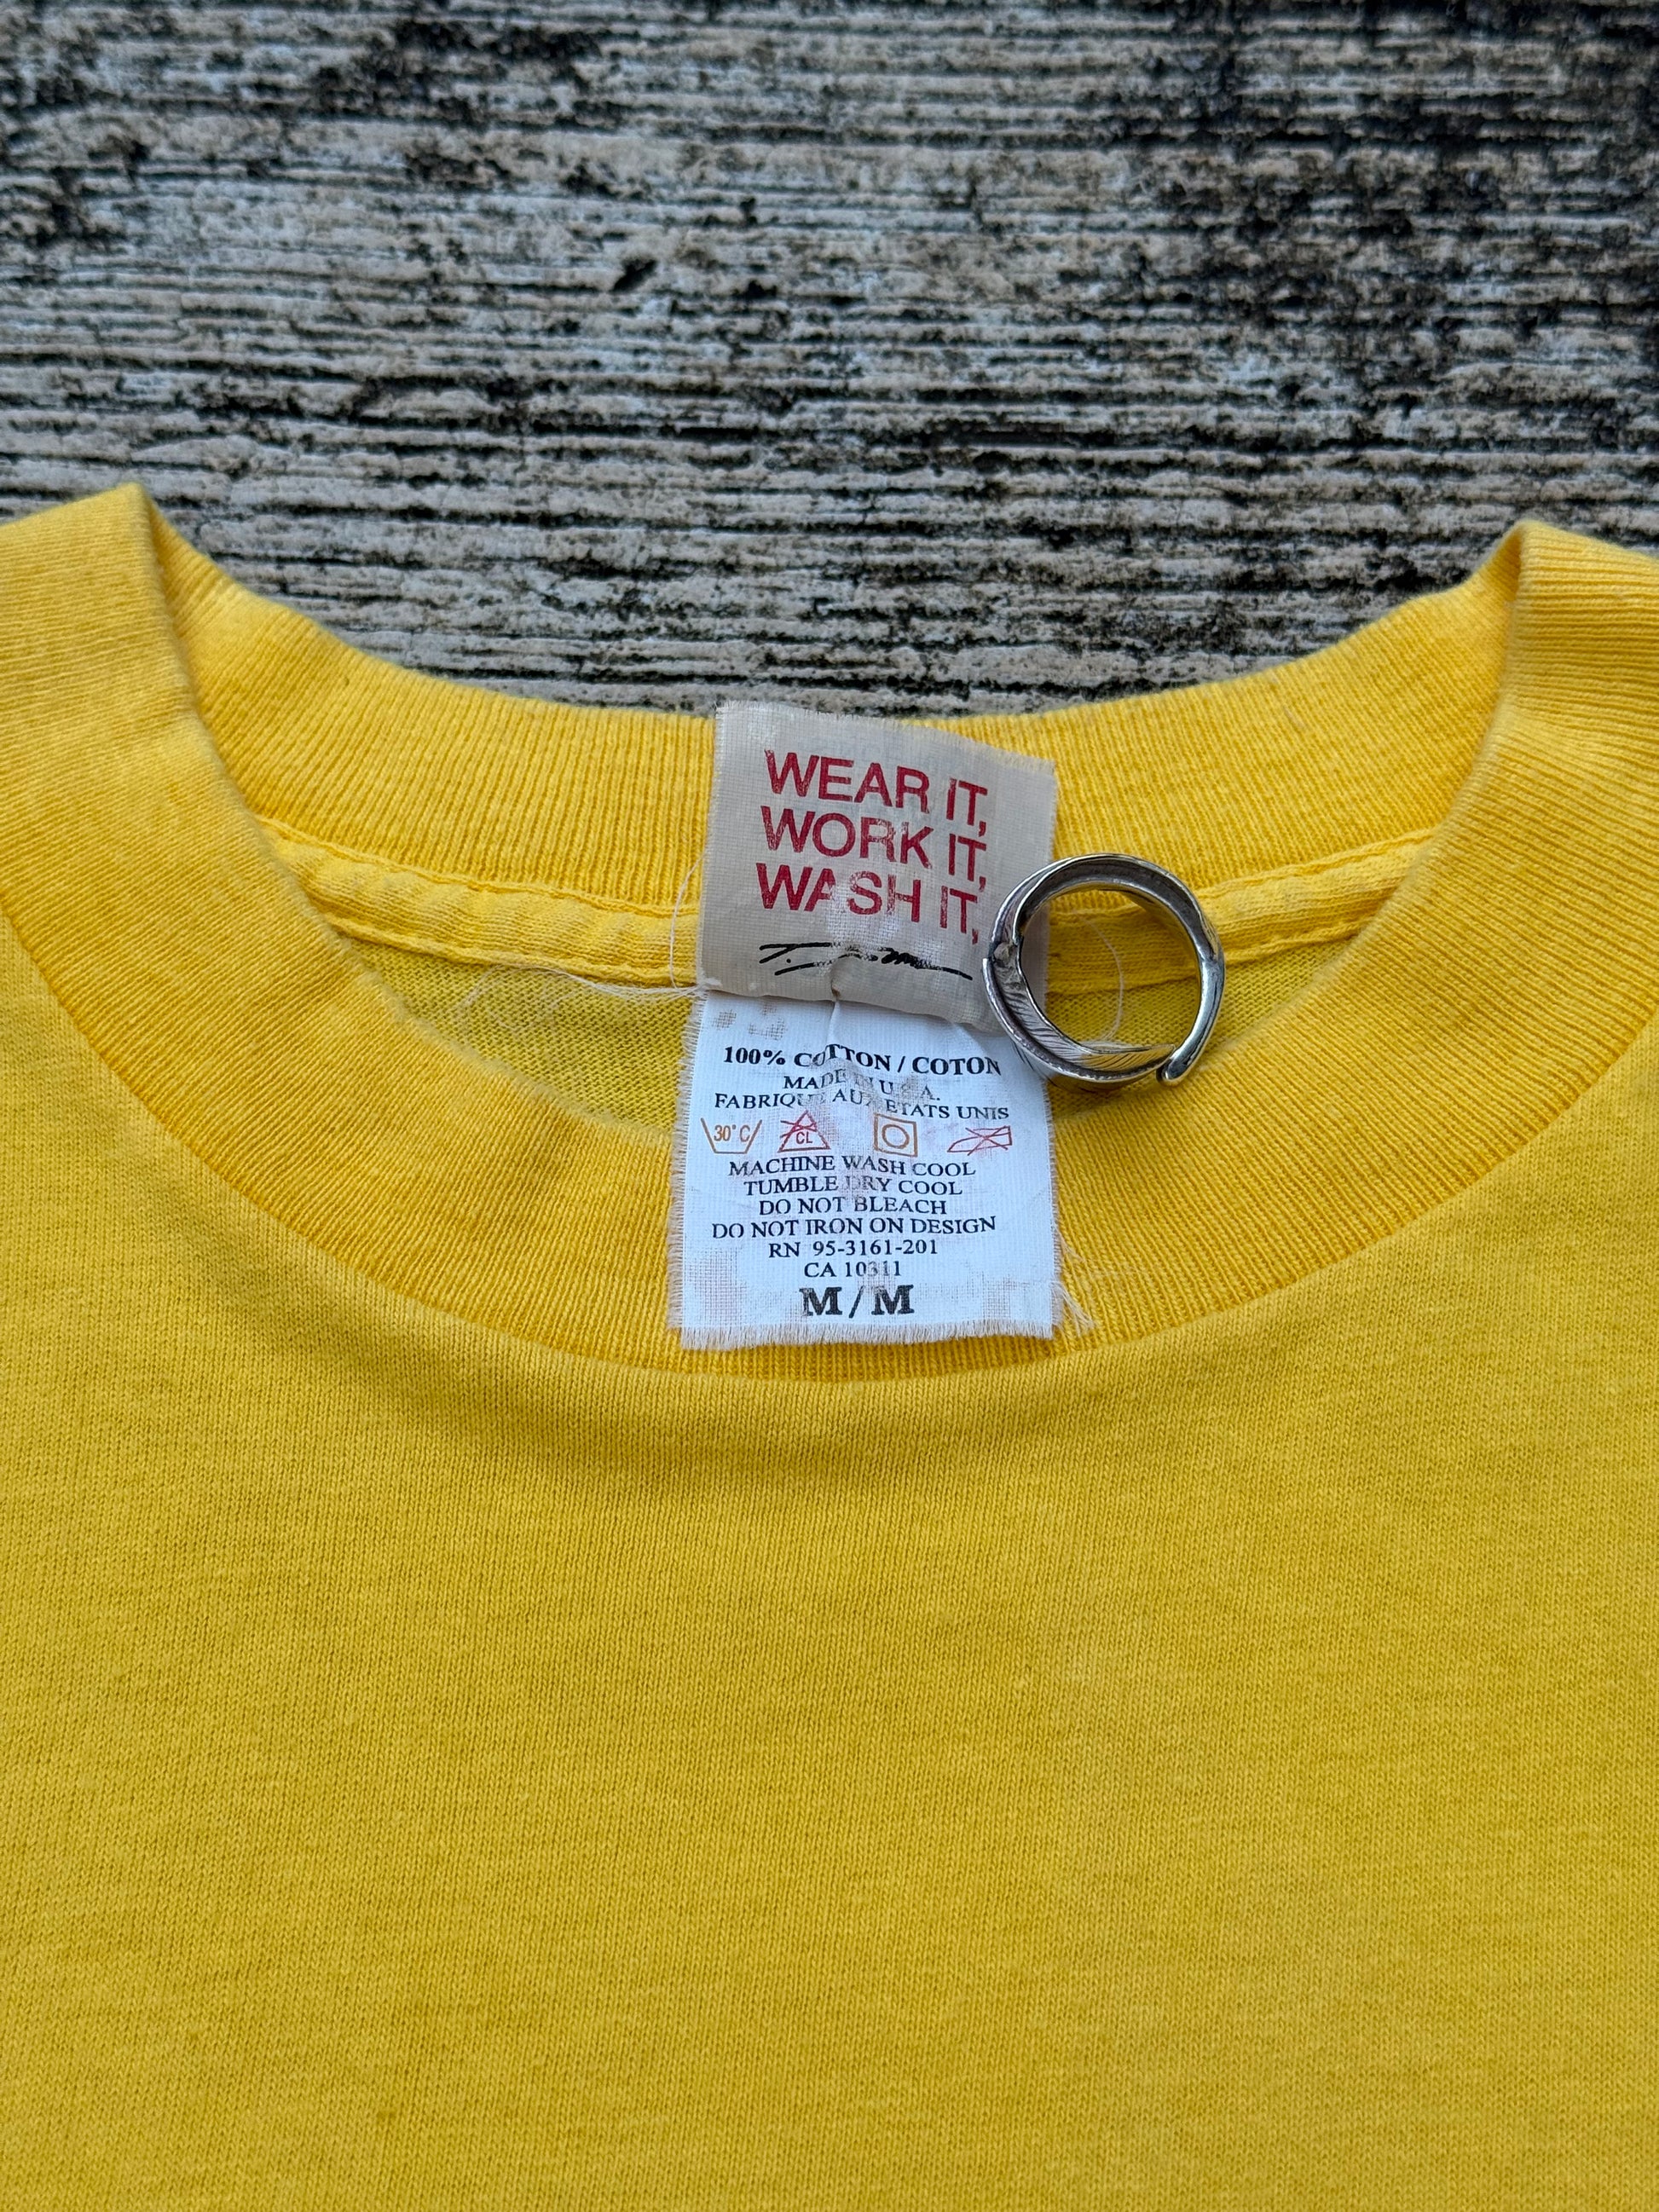 WEAR IT,
WORK IT,
WASH IT,
100% COTTON / COTON
MADE IN U.S.A.
FABRIQUE AUX ETATS UNIS
30°C CL
MACHINE WASH COOL
TUMBLE DRY COOL
DO NOT BLEACH
DO NOT IRON ON DESIGN
RN 95-3161-201
CA 10311
M/M